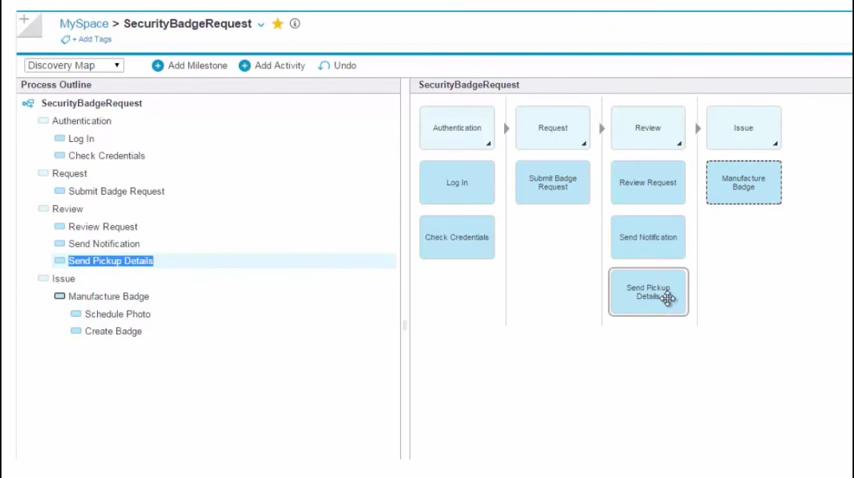 MySpace > SecurityBadgeRequest
+ Add Tags
Discovery Map
Add Milestone
Add Activity
Undo
Process Outline
SecurityBadgeRequest
Authentication
Log In
Check Credentials
Request
Submit Badge Request
Review
Review Request
Send Notification
Send Pickup Details
Issue
Manufacture Badge
Schedule Photo
Create Badge
SecurityBadgeRequest
Authentication
Request
Review
Issue
Log In
Submit Badge
Request
Review Request
Manufacture
Badge
Check Credentials
Send Notification
Send Pickup
Details